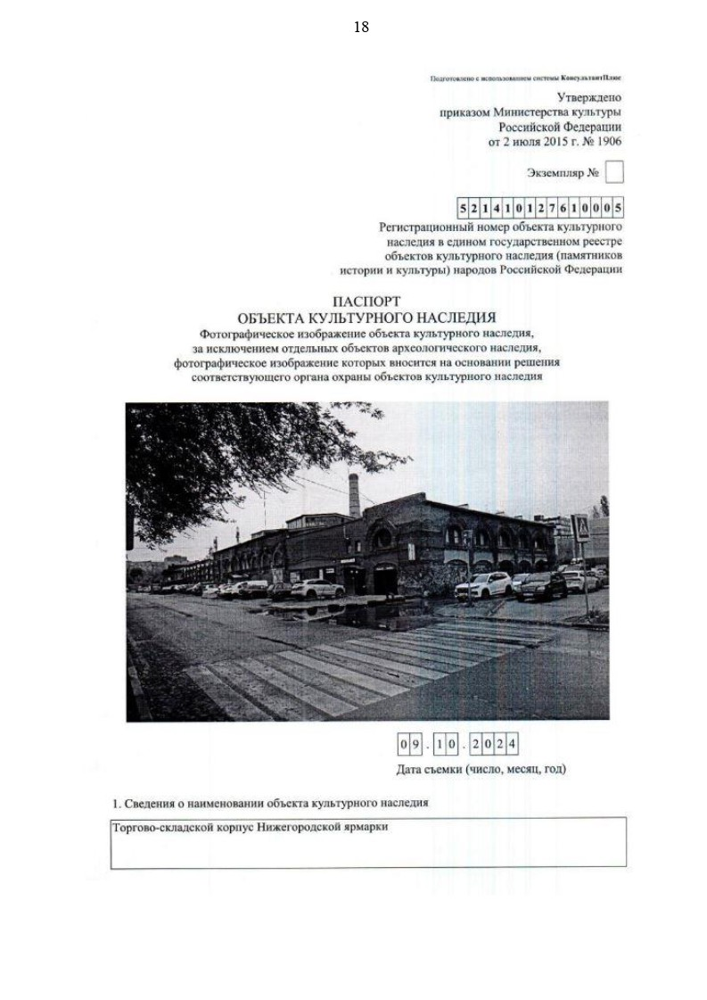 18
Подготовлено с использованием системы КонсультантПлюс
Утверждено
приказом Министерства культуры
Российской Федерации
от 2 июля 2015 г. № 1906
Экземпляр №
521410127610005
Регистрационный номер объекта культурного
наследия в едином государственном реестре
объектов культурного наследия (памятников
истории и культуры) народов Российской Федерации
ПАСПОРТ
ОБЪЕКТА КУЛЬТУРНОГО НАСЛЕДИЯ
Фотографическое изображение объекта культурного наследия,
за исключением отдельных объектов археологического наследия,
фотографическое изображение которых вносится на основании решения
соответствующего органа охраны объектов культурного наследия
09.10.2024
Дата съемки (число, месяц, год)
1. Сведения о наименовании объекта культурного наследия
Торгово-складской корпус Нижегородской ярмарки